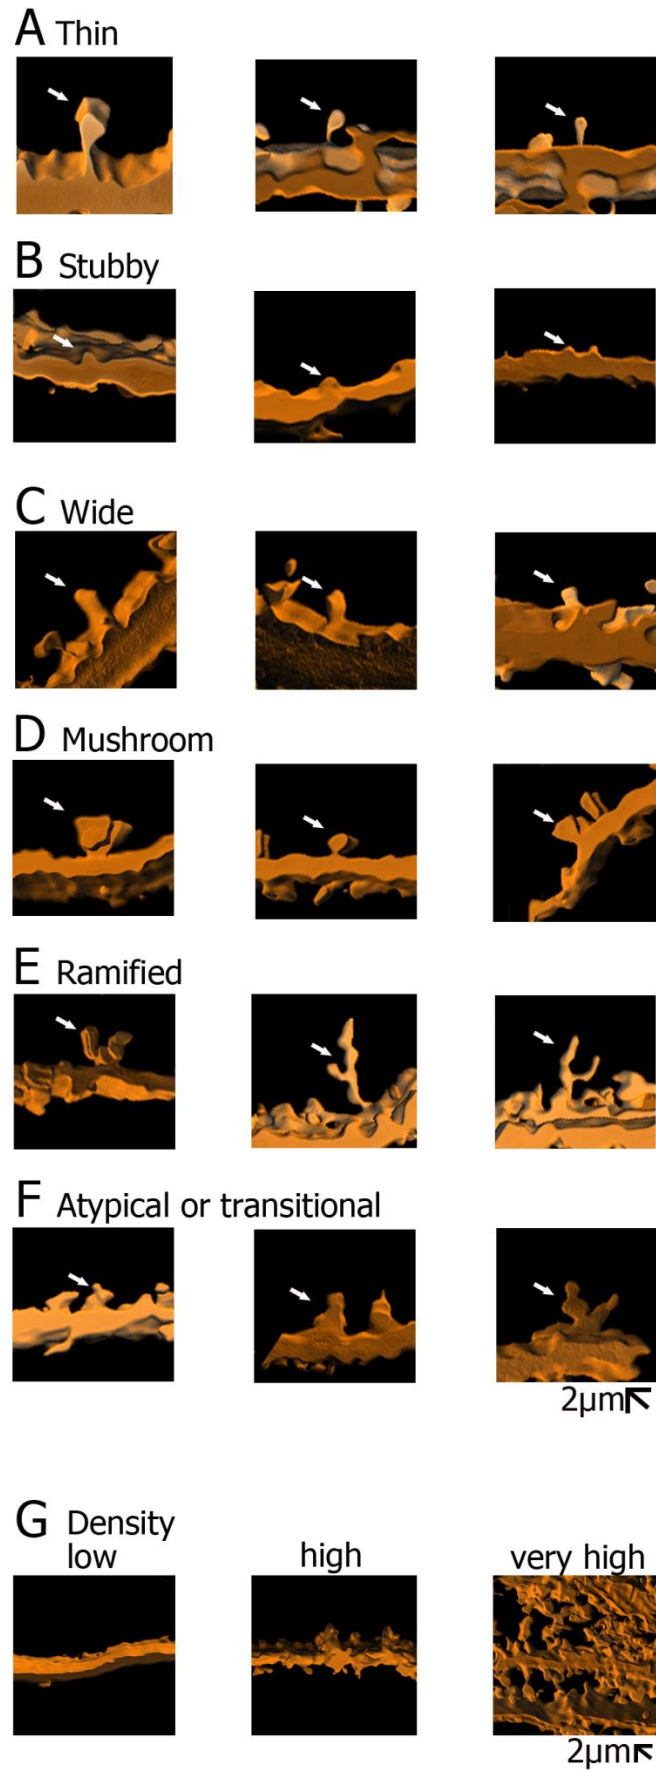 A Thin
B Stubby
C Wide
D Mushroom
E Ramified
F Atypical or transitional
2µm
G Density
low high very high
2µm